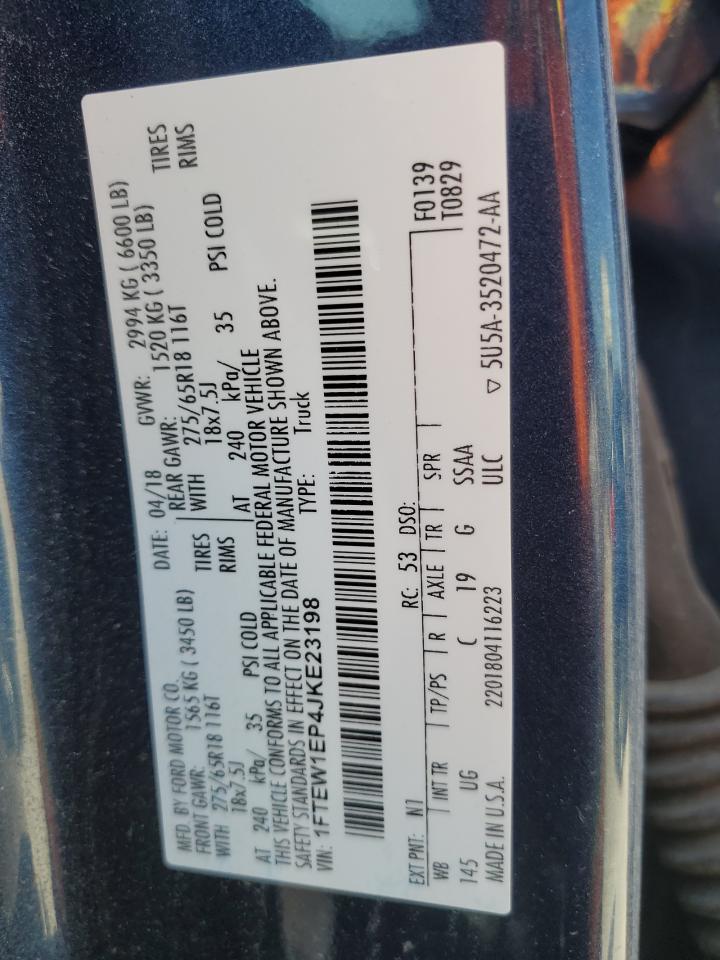 MFD. BY FORD MOTOR CO. DATE: 04/18 GVWR: 2994 KG ( 6600 LB)
FRONT GAWR: 1565 KG ( 3450 LB) REAR GAWR: 1520 KG ( 3350 LB)
WITH 275/65R18 116T TIRES WITH 275/65R18 116T TIRES
18x7.5J RIMS 18x7.5J RIMS
AT 240 kPa/ 35 PSI COLD AT 240 kPa/ 35 PSI COLD
THIS VEHICLE CONFORMS TO ALL APPLICABLE FEDERAL MOTOR VEHICLE
SAFETY STANDARDS IN EFFECT ON THE DATE OF MANUFACTURE SHOWN ABOVE.
VIN: 1FTEW1EP4JKE23198 TYPE: Truck
EXT PNT: N1 RC: 53 DSO: F0139
WB INT TR TP/PS R AXLE TR SPR T0829
145 UG C 19 G SSAA
MADE IN U.S.A. 2201804116223 ULC ▽ 5U5A-3520472-AA